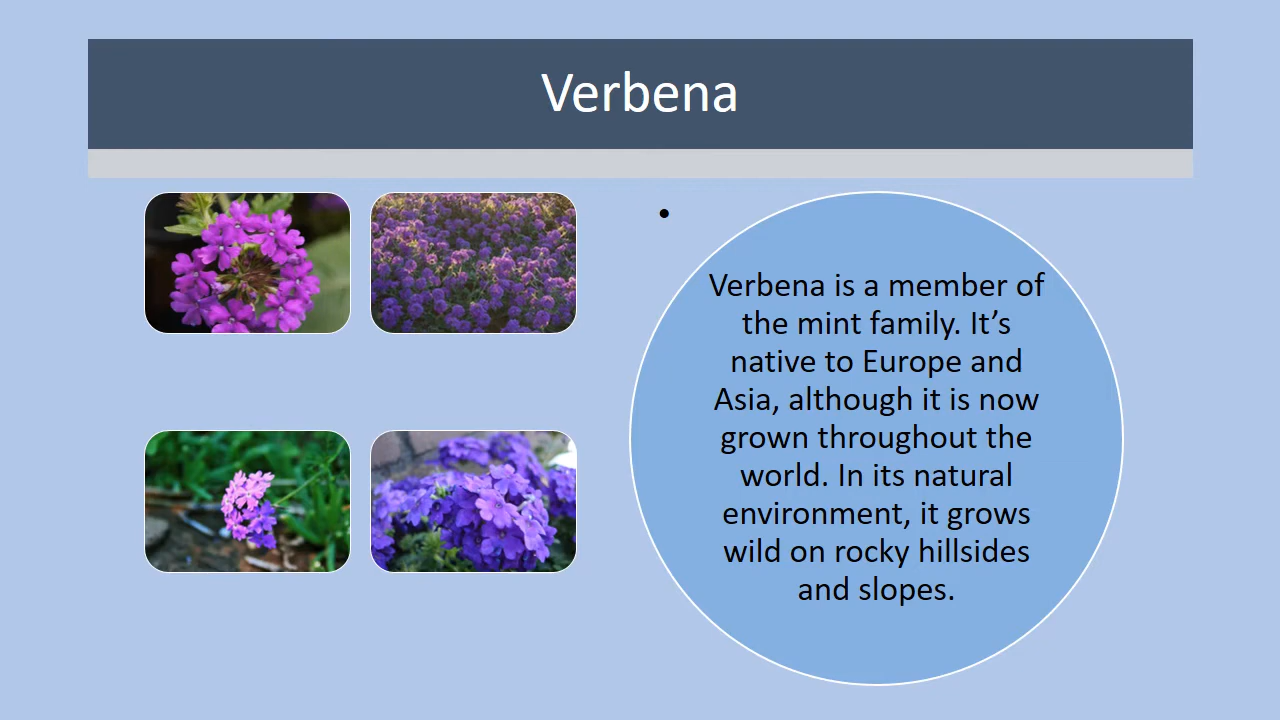 Verbena
•
Verbena is a member of
the mint family. It’s
native to Europe and
Asia, although it is now
grown throughout the
world. In its natural
environment, it grows
wild on rocky hillsides
and slopes.